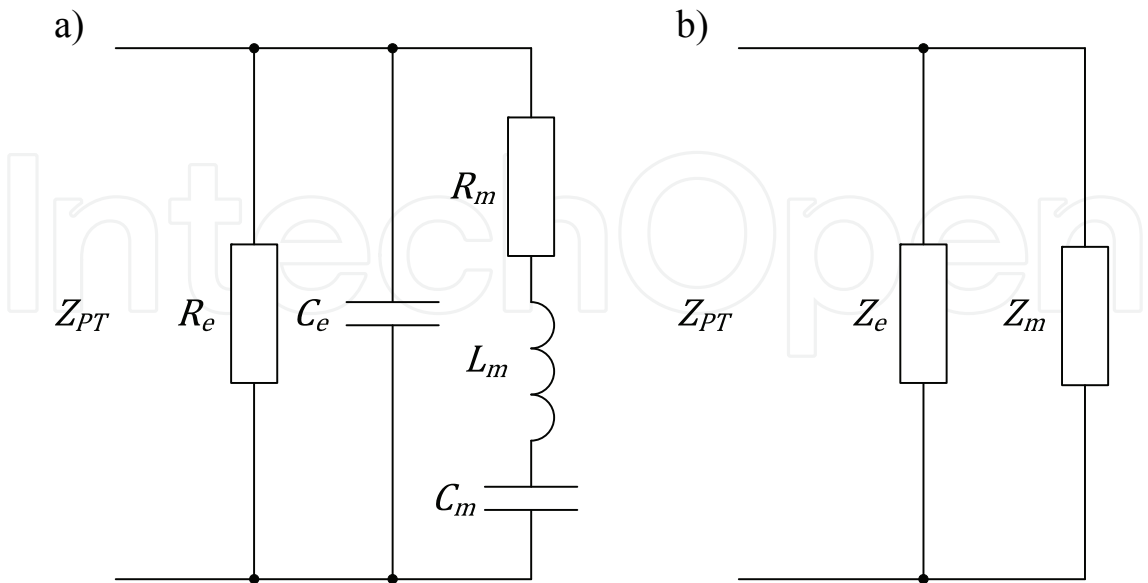 a)
b)
R_m
Z_PT
R_e
C_e
L_m
C_m
Z_PT
Z_e
Z_m
IntechOpen